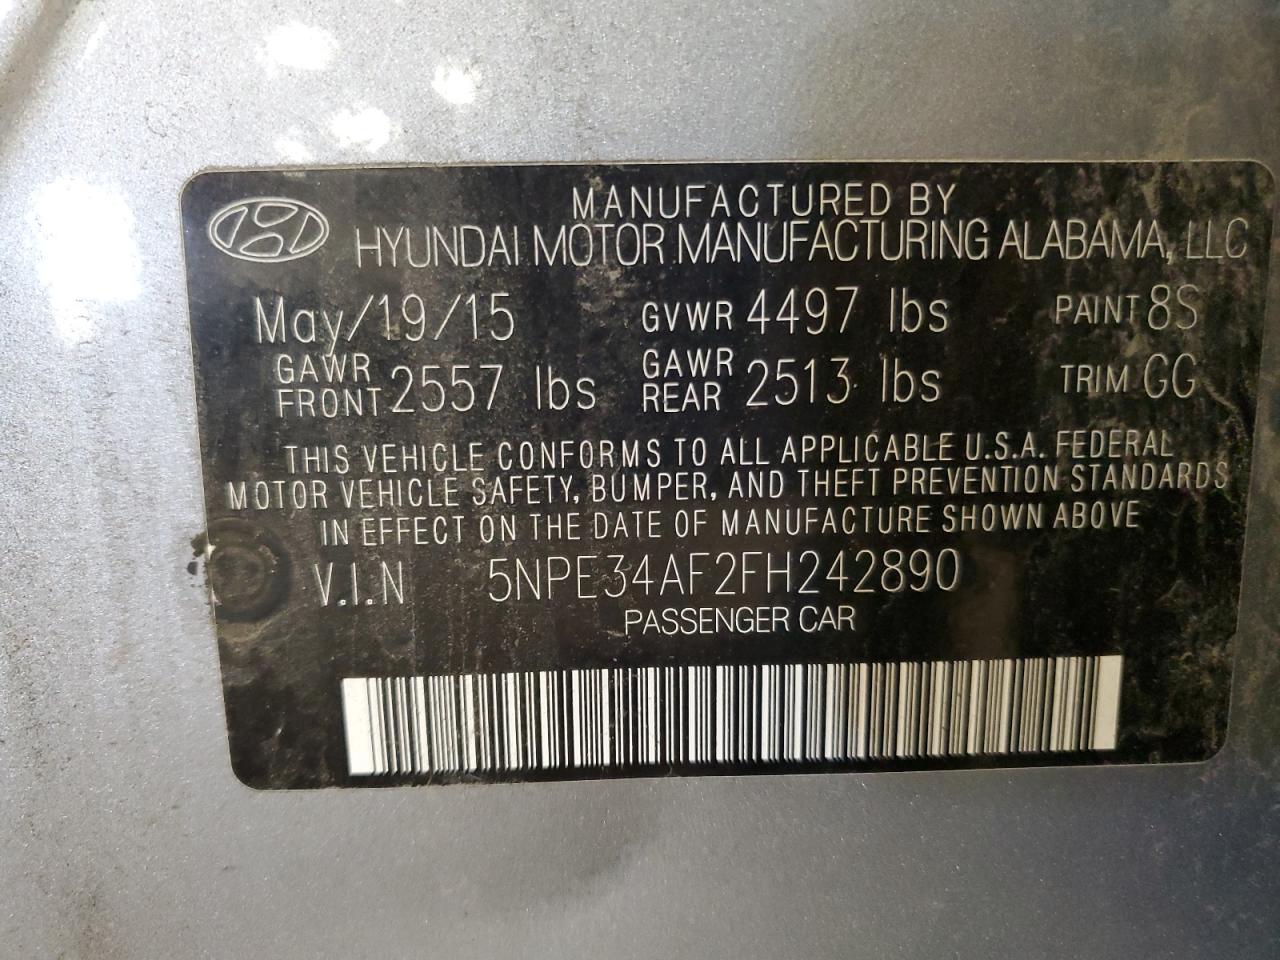 MANUFACTURED BY
HYUNDAI MOTOR MANUFACTURING ALABAMA, LLC
May/19/15 GVWR 4497 lbs PAINT 8S
GAWR FRONT 2557 lbs GAWR REAR 2513 lbs TRIM GG
THIS VEHICLE CONFORMS TO ALL APPLICABLE U.S.A. FEDERAL
MOTOR VEHICLE SAFETY, BUMPER, AND THEFT PREVENTION STANDARDS
IN EFFECT ON THE DATE OF MANUFACTURE SHOWN ABOVE
V.I.N 5NPE34AF2FH242890
PASSENGER CAR